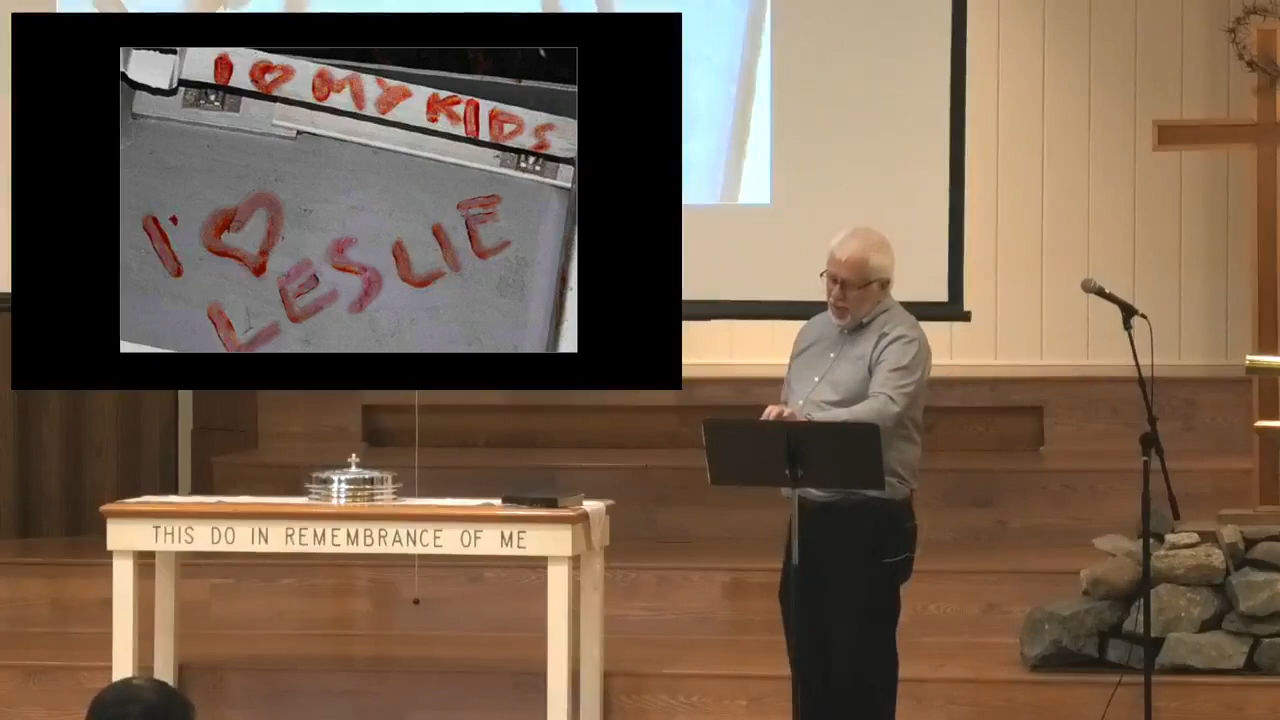 I ♡ MY KIDS
I ♡
LESLIE
THIS DO IN REMEMBRANCE OF ME